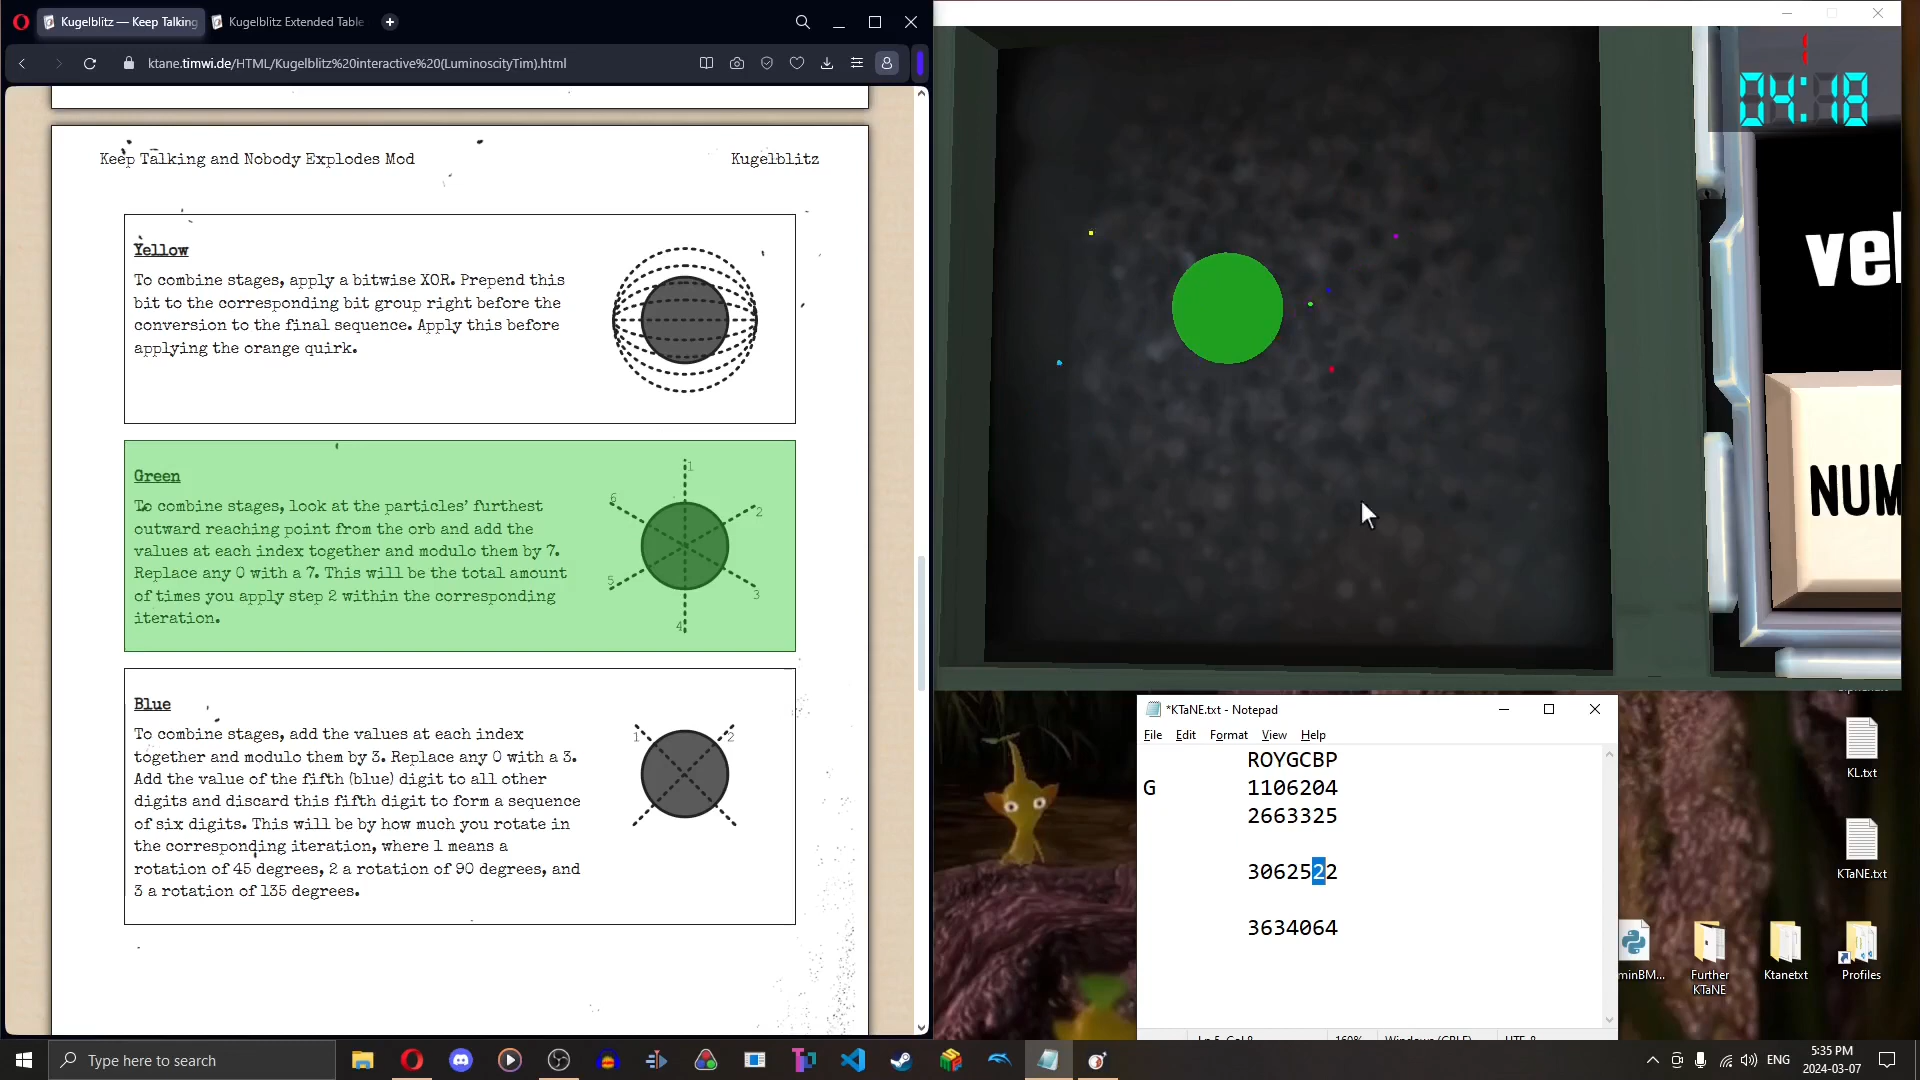 Kugelblitz — Keep Talking
Kugelblitz Extended Table
ktane.timwi.de/HTML/Kugelblitz%20interactive%20(LuminoscityTim).html
Keep Talking and Nobody Explodes Mod
Kugelblitz
Yellow
To combine stages, apply a bitwise XOR. Prepend this
bit to the corresponding bit group right before the
conversion to the final sequence. Apply this before
applying the orange quirk.
Green
To combine stages, look at the particles' furthest
outward reaching point from the orb and add the
values at each index together and modulo them by 7.
Replace any 0 with a 7. This will be the total amount
of times you apply step 2 within the corresponding
iteration.
1
2
3
4
5
6
Blue
To combine stages, add the values at each index
together and modulo them by 3. Replace any 0 with a 3.
Add the value of the fifth (blue) digit to all other
digits and discard this fifth digit to form a sequence
of six digits. This will be by how much you rotate in
the corresponding iteration, where 1 means a
rotation of 45 degrees, 2 a rotation of 90 degrees, and
3 a rotation of 135 degrees.
1
2
1
04:18
vel
NUM
*KTaNE.txt - Notepad
File Edit Format View Help
ROYGCBP
G 1106204
2663325
3062522
3634064
KL.txt
KTaNE.txt
minBM...
Further
KTaNE
Ktanetxt
Profiles
Type here to search
ENG
5:35 PM
2024-03-07